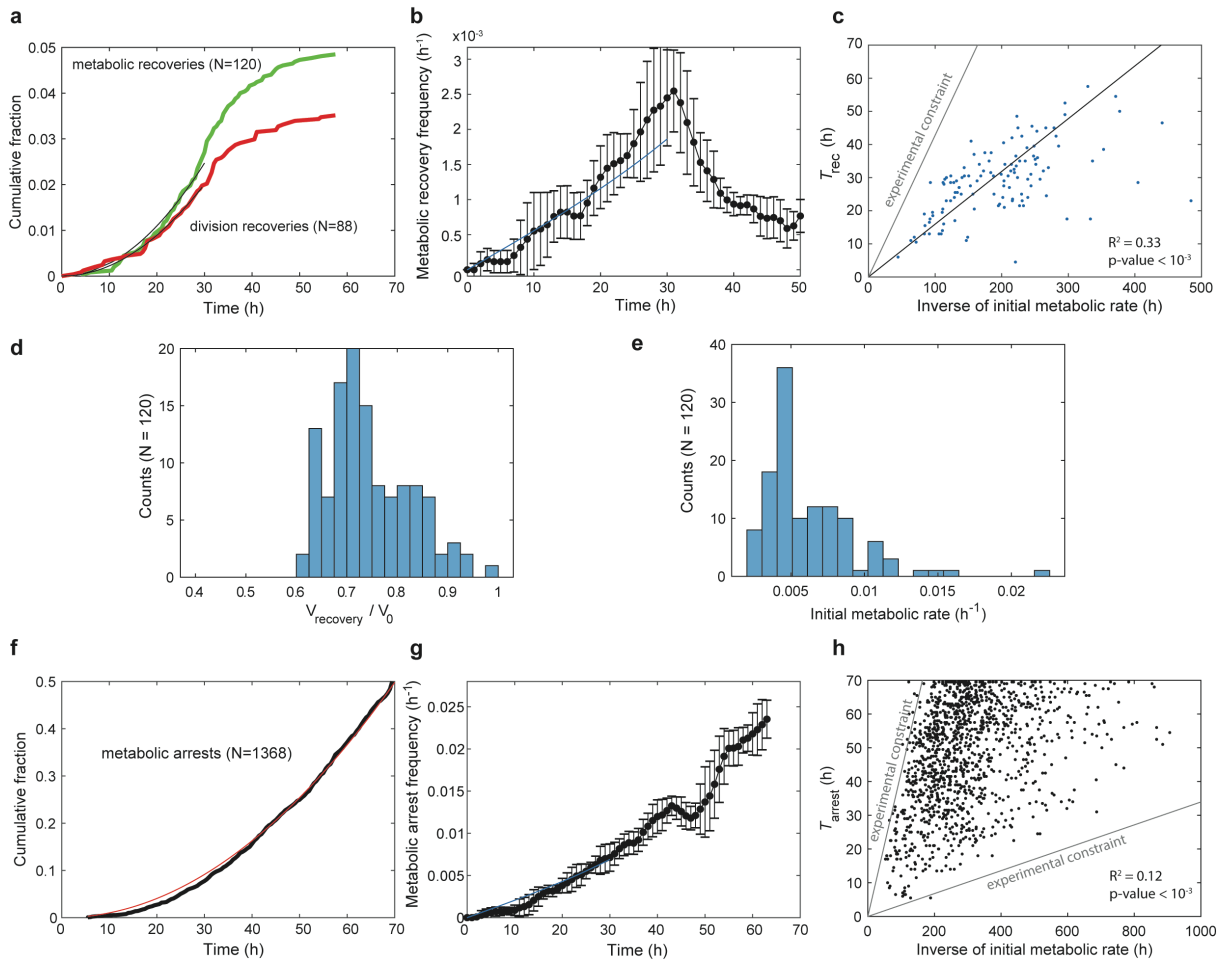 a
0.05
0.04
0.03
0.02
0.01
0
0 10 20 30 40 50 60 70
Cumulative fraction
Time (h)
metabolic recoveries (N=120)
division recoveries (N=88)
b
×10⁻³
3
2.5
2
1.5
1
0.5
0
0 10 20 30 40 50
Metabolic recovery frequency (h⁻¹)
Time (h)
c
70
60
50
40
30
20
10
0
0 100 200 300 400 500
T_rec (h)
Inverse of initial metabolic rate (h)
experimental constraint
R² = 0.33
p-value < 10⁻³
d
20
15
10
5
0
0.4 0.5 0.6 0.7 0.8 0.9 1
Counts (N = 120)
V_recovery / V_0
e
40
30
20
10
0
0.005 0.01 0.015 0.02
Counts (N = 120)
Initial metabolic rate (h⁻¹)
f
0.5
0.4
0.3
0.2
0.1
0
0 10 20 30 40 50 60 70
Cumulative fraction
Time (h)
metabolic arrests (N=1368)
g
0.025
0.02
0.015
0.01
0.005
0
0 10 20 30 40 50 60 70
Metabolic arrest frequency (h⁻¹)
Time (h)
h
70
60
50
40
30
20
10
0
0 200 400 600 800 1000
T_arrest (h)
Inverse of initial metabolic rate (h)
experimental constraint
experimental constraint
R² = 0.12
p-value < 10⁻³